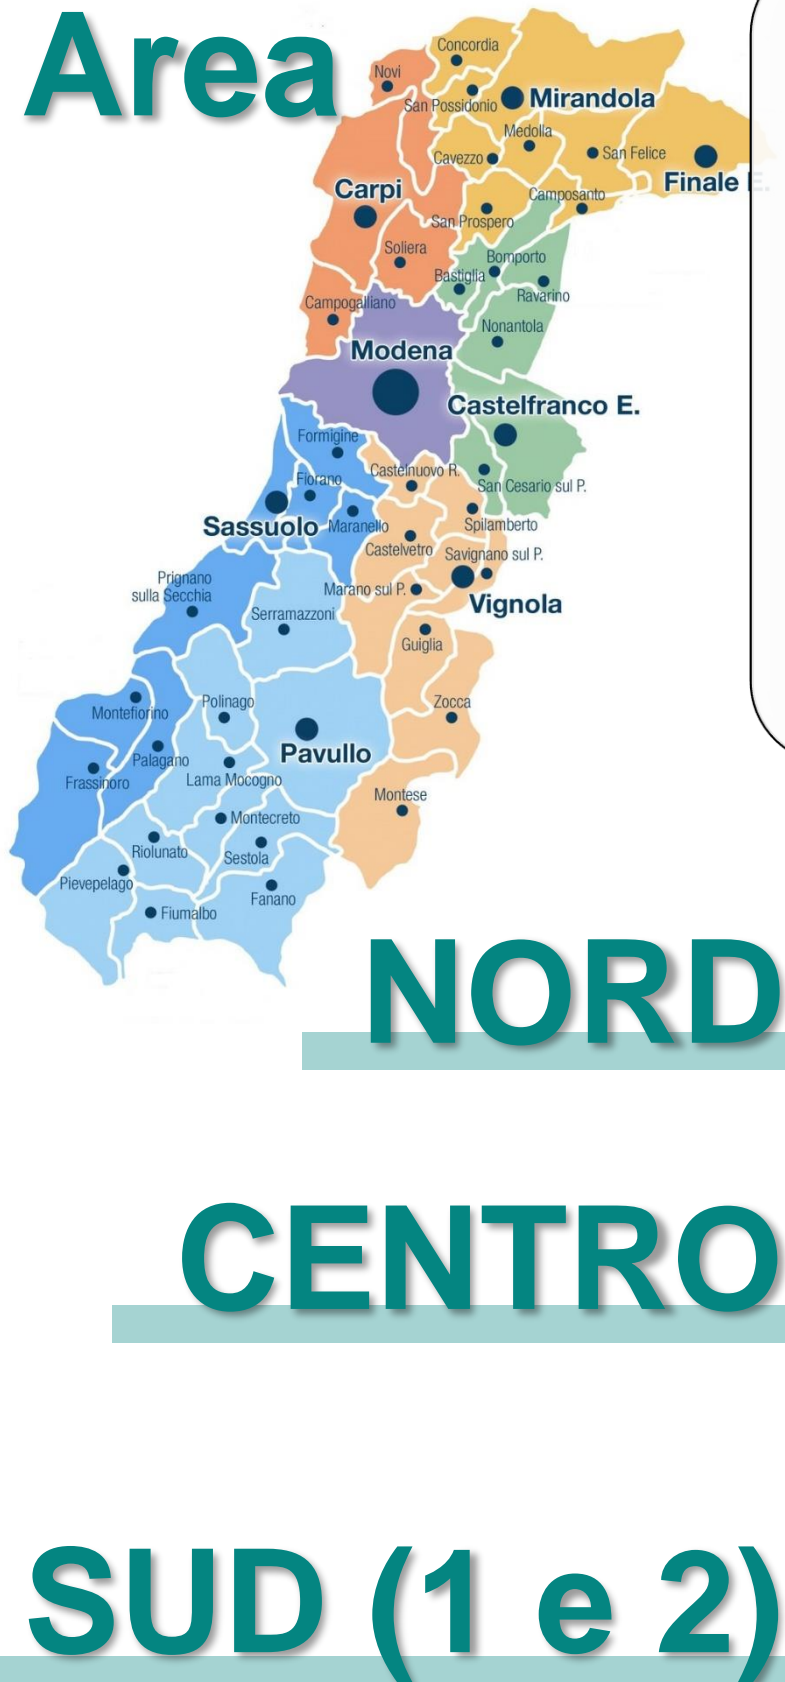 Area
Concordia
Novi
San Possidonio
Mirandola
Medolla
Cavezzo
San Felice
Finale E.
Carpi
Camposanto
San Prospero
Soliera
Bomporto
Bastiglia
Ravarino
Campogalliano
Nonantola
Modena
Castelfranco E.
Formigine
Castelnuovo R.
Fiorano
San Cesario sul P.
Sassuolo
Maranello
Spilamberto
Castelvetro
Savignano sul P.
Prignano
sulla Secchia
Marano sul P.
Vignola
Serramazzoni
Guiglia
Polinago
Zocca
Montefiorino
Pavullo
Palagano
Frassinoro
Lama Mocogno
Montese
Montecreto
Riolunato
Sestola
Pievepelago
Fanano
Fiumalbo
NORD
CENTRO
SUD (1 e 2)